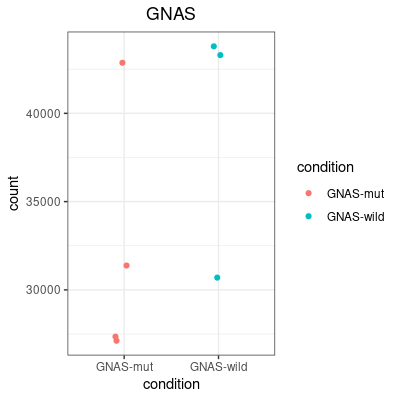 GNAS
40000
35000
30000
count
GNAS-mut
GNAS-wild
condition
condition
GNAS-mut
GNAS-wild